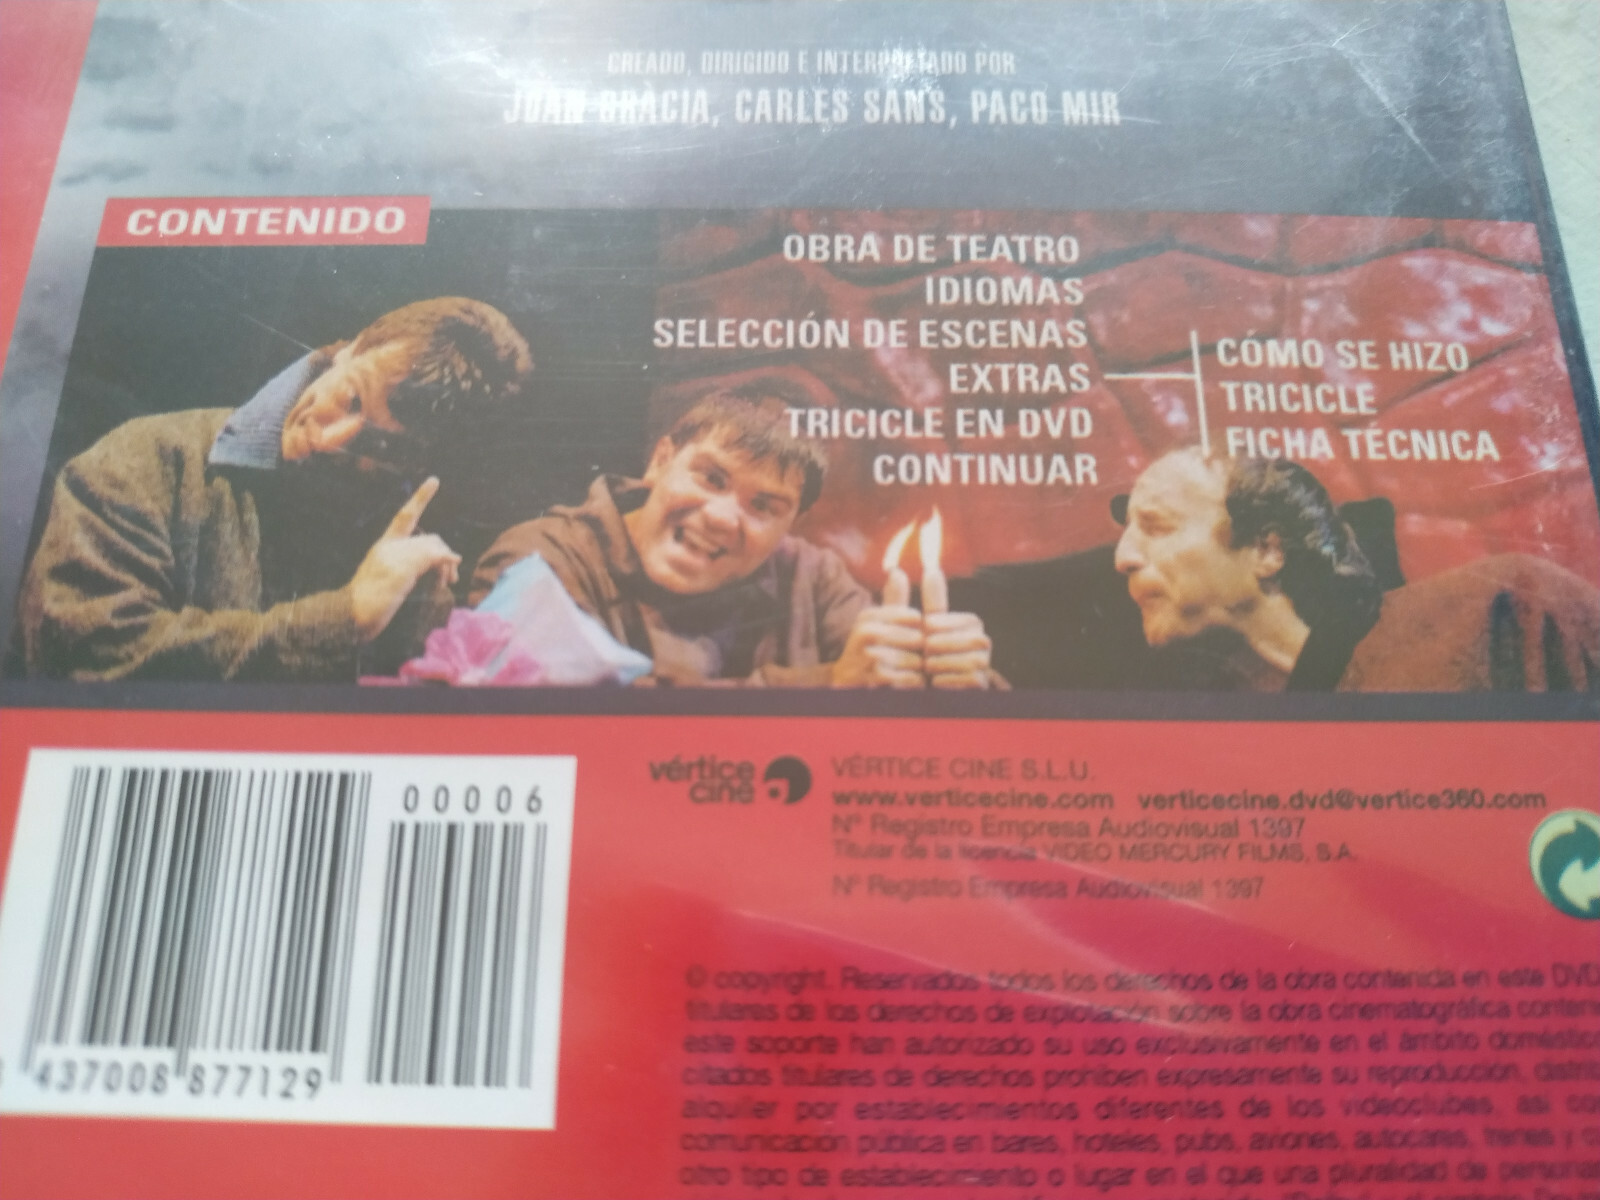 CREADO, DIRIGIDO E INTERPRETADO POR
JOAN GRÀCIA, CARLES SANS, PACO MIR
CONTENIDO
OBRA DE TEATRO
IDIOMAS
SELECCIÓN DE ESCENAS
EXTRAS
TRICICLE EN DVD
CONTINUAR
CÓMO SE HIZO
TRICICLE
FICHA TÉCNICA
00006
437008 877129
vértice
cine
VÉRTICE CINE S.L.U.
www.verticecine.com verticecine.dvd@vertice360.com
Nº Registro Empresa Audiovisual 1397
Titular de la licencia VIDEO MERCURY FILMS, S.A.
Nº Registro Empresa Audiovisual 1397
© copyright. Reservados todos los derechos de la obra contenida en este DVD
titulares de los derechos de explotación sobre la obra cinematográfica
este soporte han autorizado su uso exclusivamente en el ámbito
citados titulares de derechos prohíben expresamente su reproducción,
alquiler por establecimientos diferentes de los videoclubes, así
comunicación pública en bares, hoteles, pubs, aviones, autocares, trenes y
otro tipo de establecimiento o lugar en el que una pluralidad de